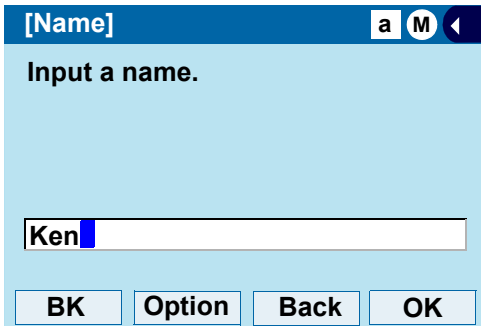 [Name] a M
Input a name.
Ken
BK Option Back OK